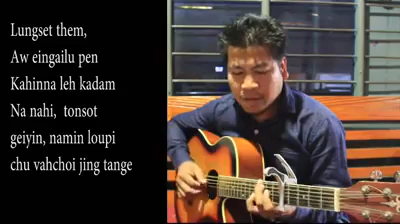 Lungset them,
Aw eingailu pen
Kahinna leh kadam
Na nahi, tonsot
geiyin, namin loupi
chu vahchoi jing tange